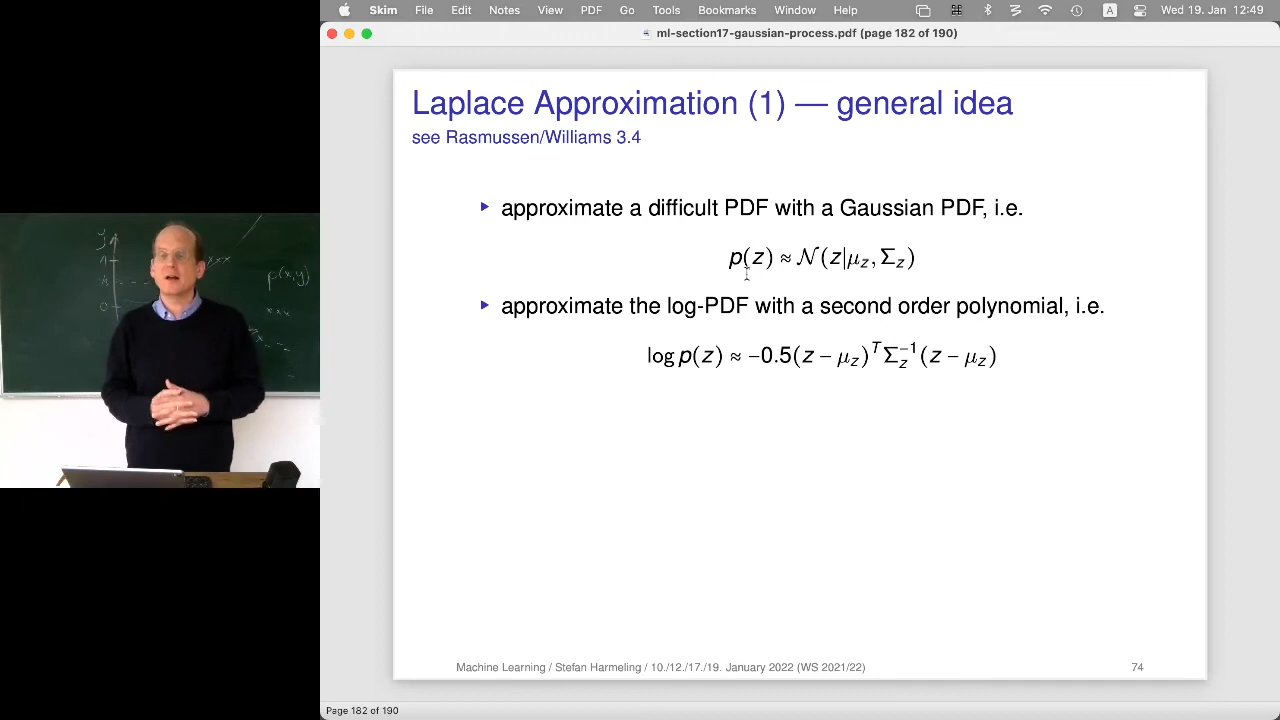 Skim File Edit Notes View PDF Go Tools Bookmarks Window Help A Wed 19. Jan 12:49
ml-section17-gaussian-process.pdf (page 182 of 190)
Laplace Approximation (1) — general idea
see Rasmussen/Williams 3.4
▸ approximate a difficult PDF with a Gaussian PDF, i.e.
p(z) ≈ 𝒩(z|μ_z, Σ_z)
▸ approximate the log-PDF with a second order polynomial, i.e.
log p(z) ≈ −0.5(z − μ_z)^T Σ_z^{−1}(z − μ_z)
y
1
0
xxx
p(x,y)
xxx
x
Machine Learning / Stefan Harmeling / 10./12./17./19. January 2022 (WS 2021/22) 74
Page 182 of 190